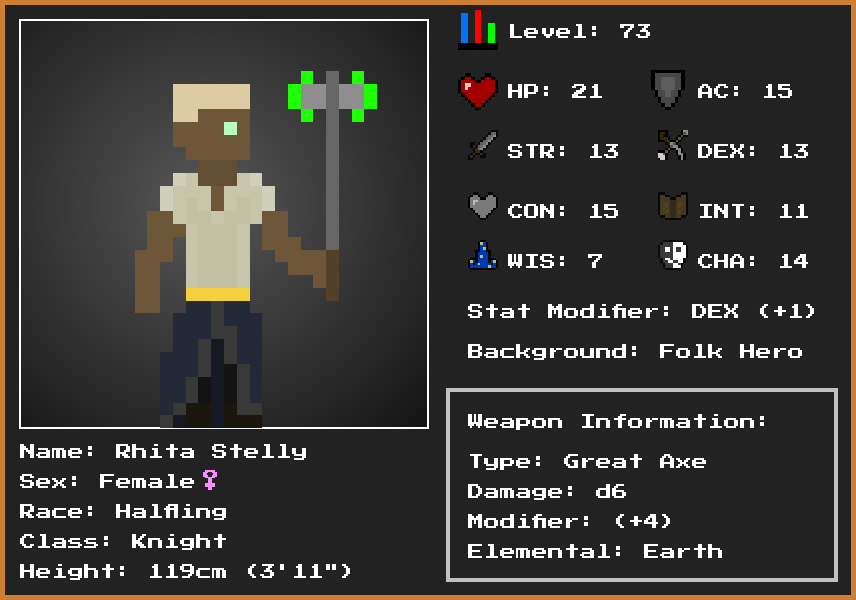 Level: 73
HP: 21
AC: 15
STR: 13
DEX: 13
CON: 15
INT: 11
WIS: 7
CHA: 14
Stat Modifier: DEX (+1)
Background: Folk Hero
Weapon Information:
Type: Great Axe
Damage: d6
Modifier: (+4)
Elemental: Earth
Name: Rhita Stelly
Sex: Female♀
Race: Halfling
Class: Knight
Height: 119cm (3'11")